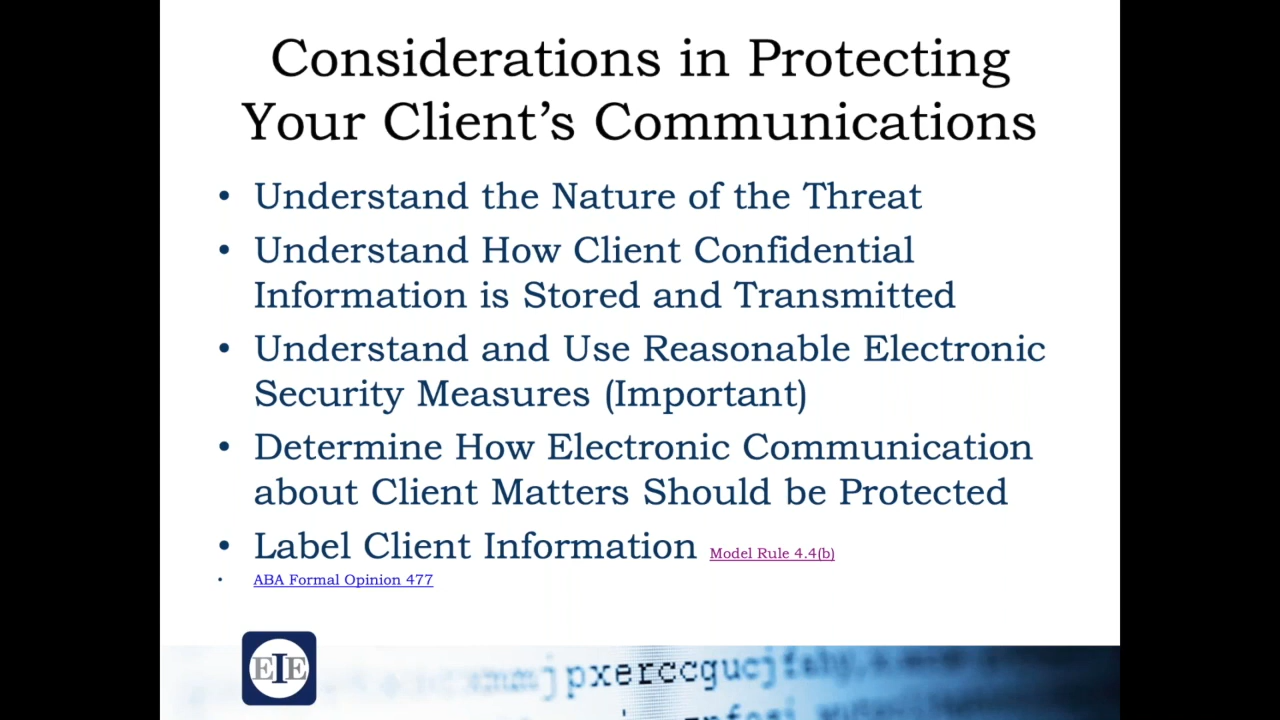 Considerations in Protecting
Your Client's Communications
• Understand the Nature of the Threat
• Understand How Client Confidential
Information is Stored and Transmitted
• Understand and Use Reasonable Electronic
Security Measures (Important)
• Determine How Electronic Communication
about Client Matters Should be Protected
• Label Client Information Model Rule 4.4(b)
• ABA Formal Opinion 477
EIE
jpxerccgucjfahy